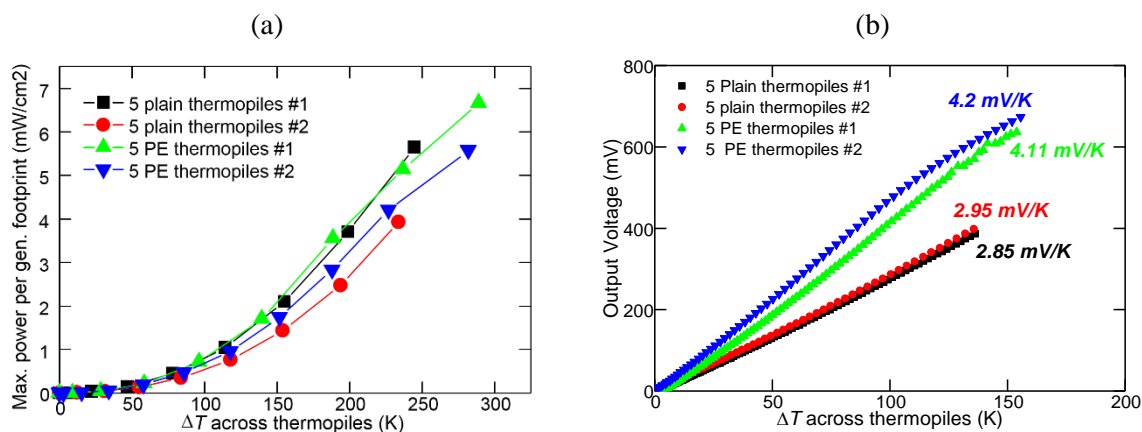 (a)
Max. power per gen. footprint (mW/cm2)
7
6
5
4
3
2
1
0
5 plain thermopiles #1
5 plain thermopiles #2
5 PE thermopiles #1
5 PE thermopiles #2
0 50 100 150 200 250 300
ΔT across thermopiles (K)
(b)
Output Voltage (mV)
800
600
400
200
0
5 Plain thermopiles #1
5 plain thermopiles #2
5 PE thermopiles #1
5 PE thermopiles #2
4.2 mV/K
4.11 mV/K
2.95 mV/K
2.85 mV/K
0 50 100 150 200
ΔT across thermopiles (K)